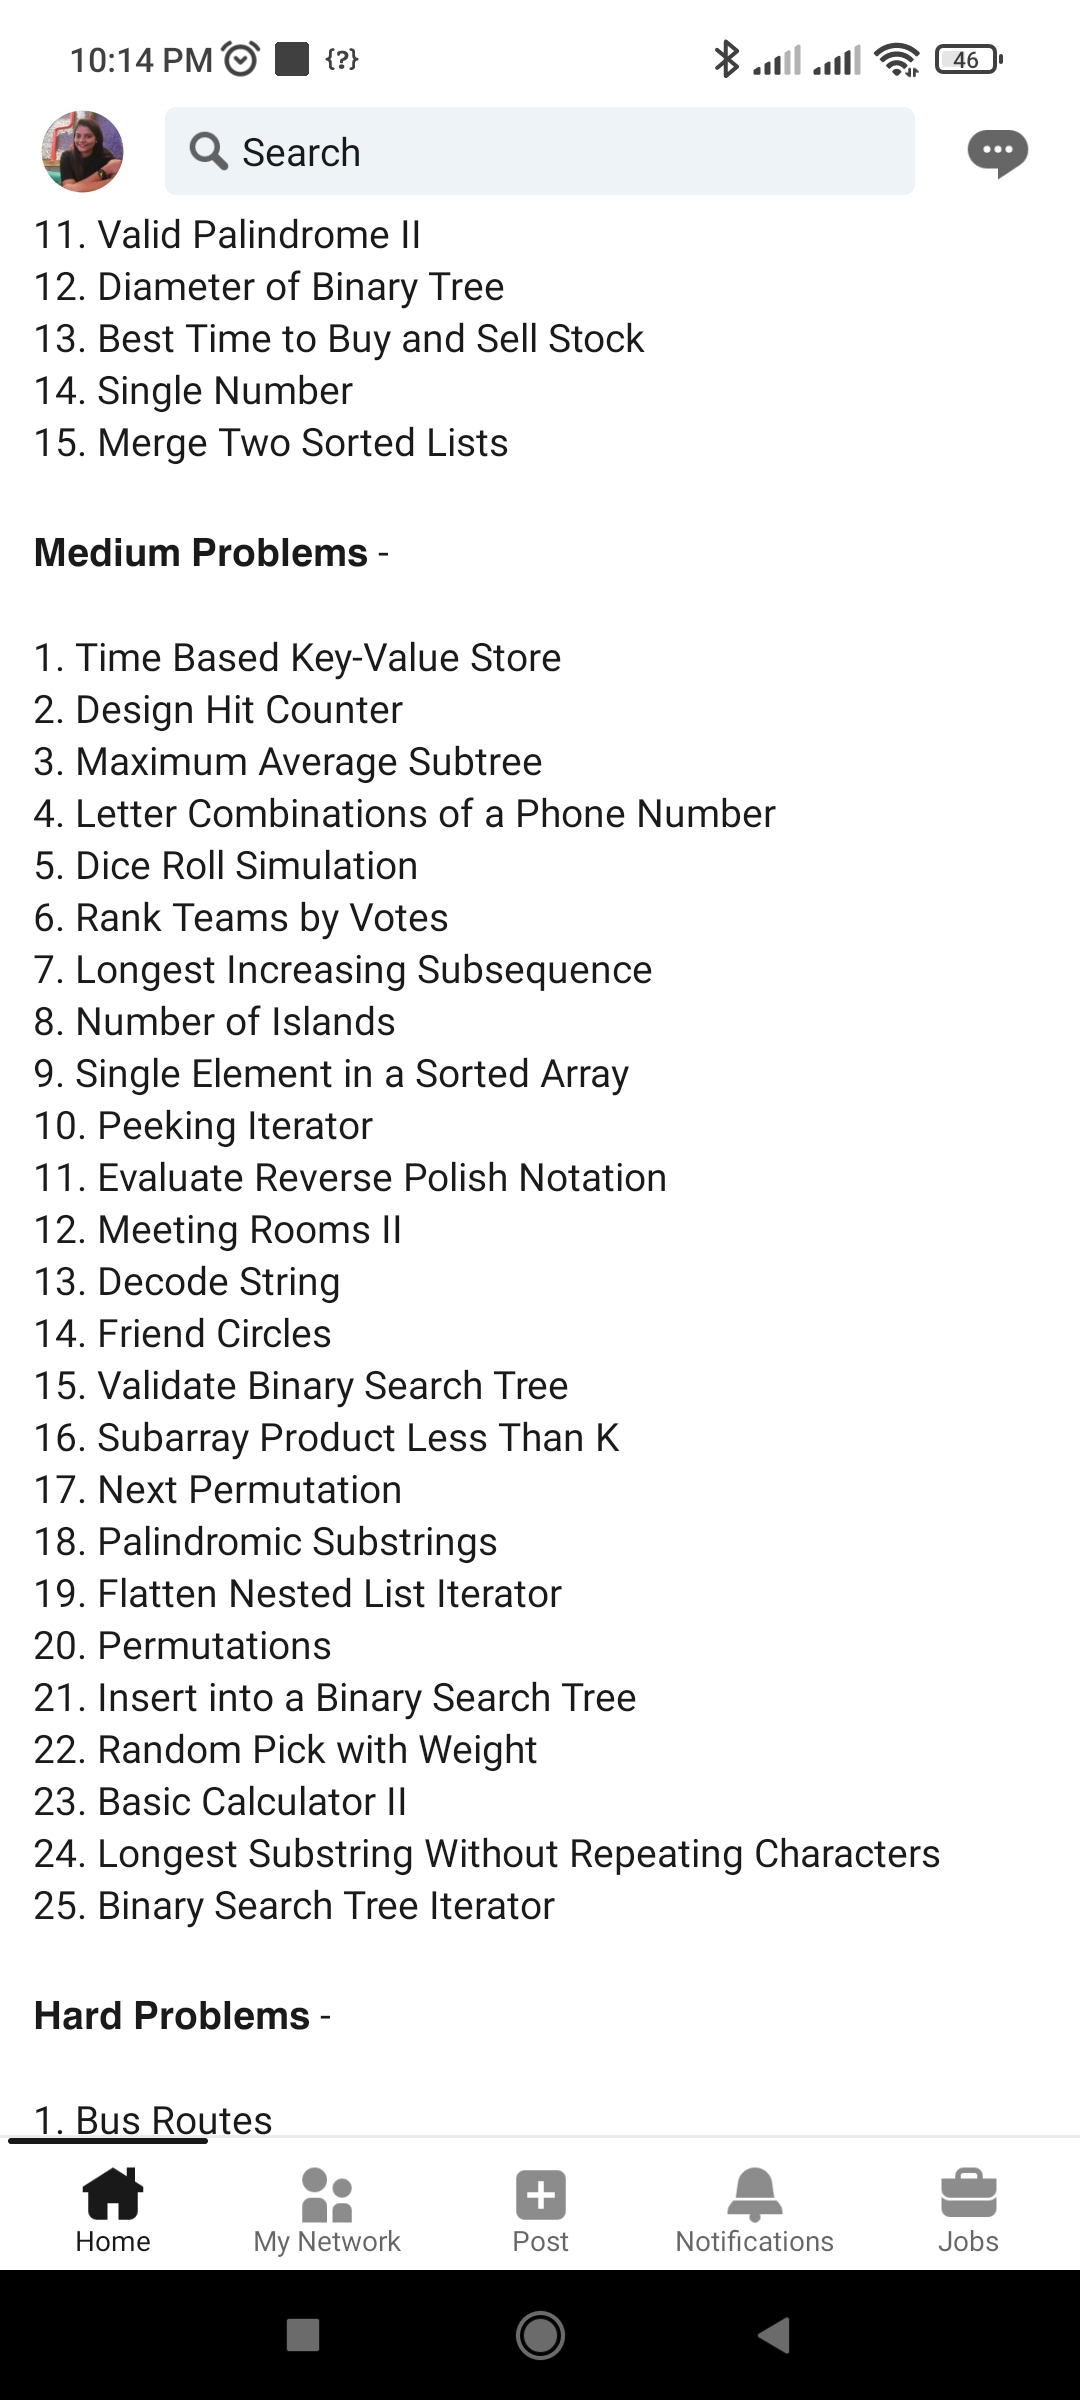 10:14 PM {?} 46
Search
11. Valid Palindrome II
12. Diameter of Binary Tree
13. Best Time to Buy and Sell Stock
14. Single Number
15. Merge Two Sorted Lists
Medium Problems -
1. Time Based Key-Value Store
2. Design Hit Counter
3. Maximum Average Subtree
4. Letter Combinations of a Phone Number
5. Dice Roll Simulation
6. Rank Teams by Votes
7. Longest Increasing Subsequence
8. Number of Islands
9. Single Element in a Sorted Array
10. Peeking Iterator
11. Evaluate Reverse Polish Notation
12. Meeting Rooms II
13. Decode String
14. Friend Circles
15. Validate Binary Search Tree
16. Subarray Product Less Than K
17. Next Permutation
18. Palindromic Substrings
19. Flatten Nested List Iterator
20. Permutations
21. Insert into a Binary Search Tree
22. Random Pick with Weight
23. Basic Calculator II
24. Longest Substring Without Repeating Characters
25. Binary Search Tree Iterator
Hard Problems -
1. Bus Routes
Home My Network Post Notifications Jobs